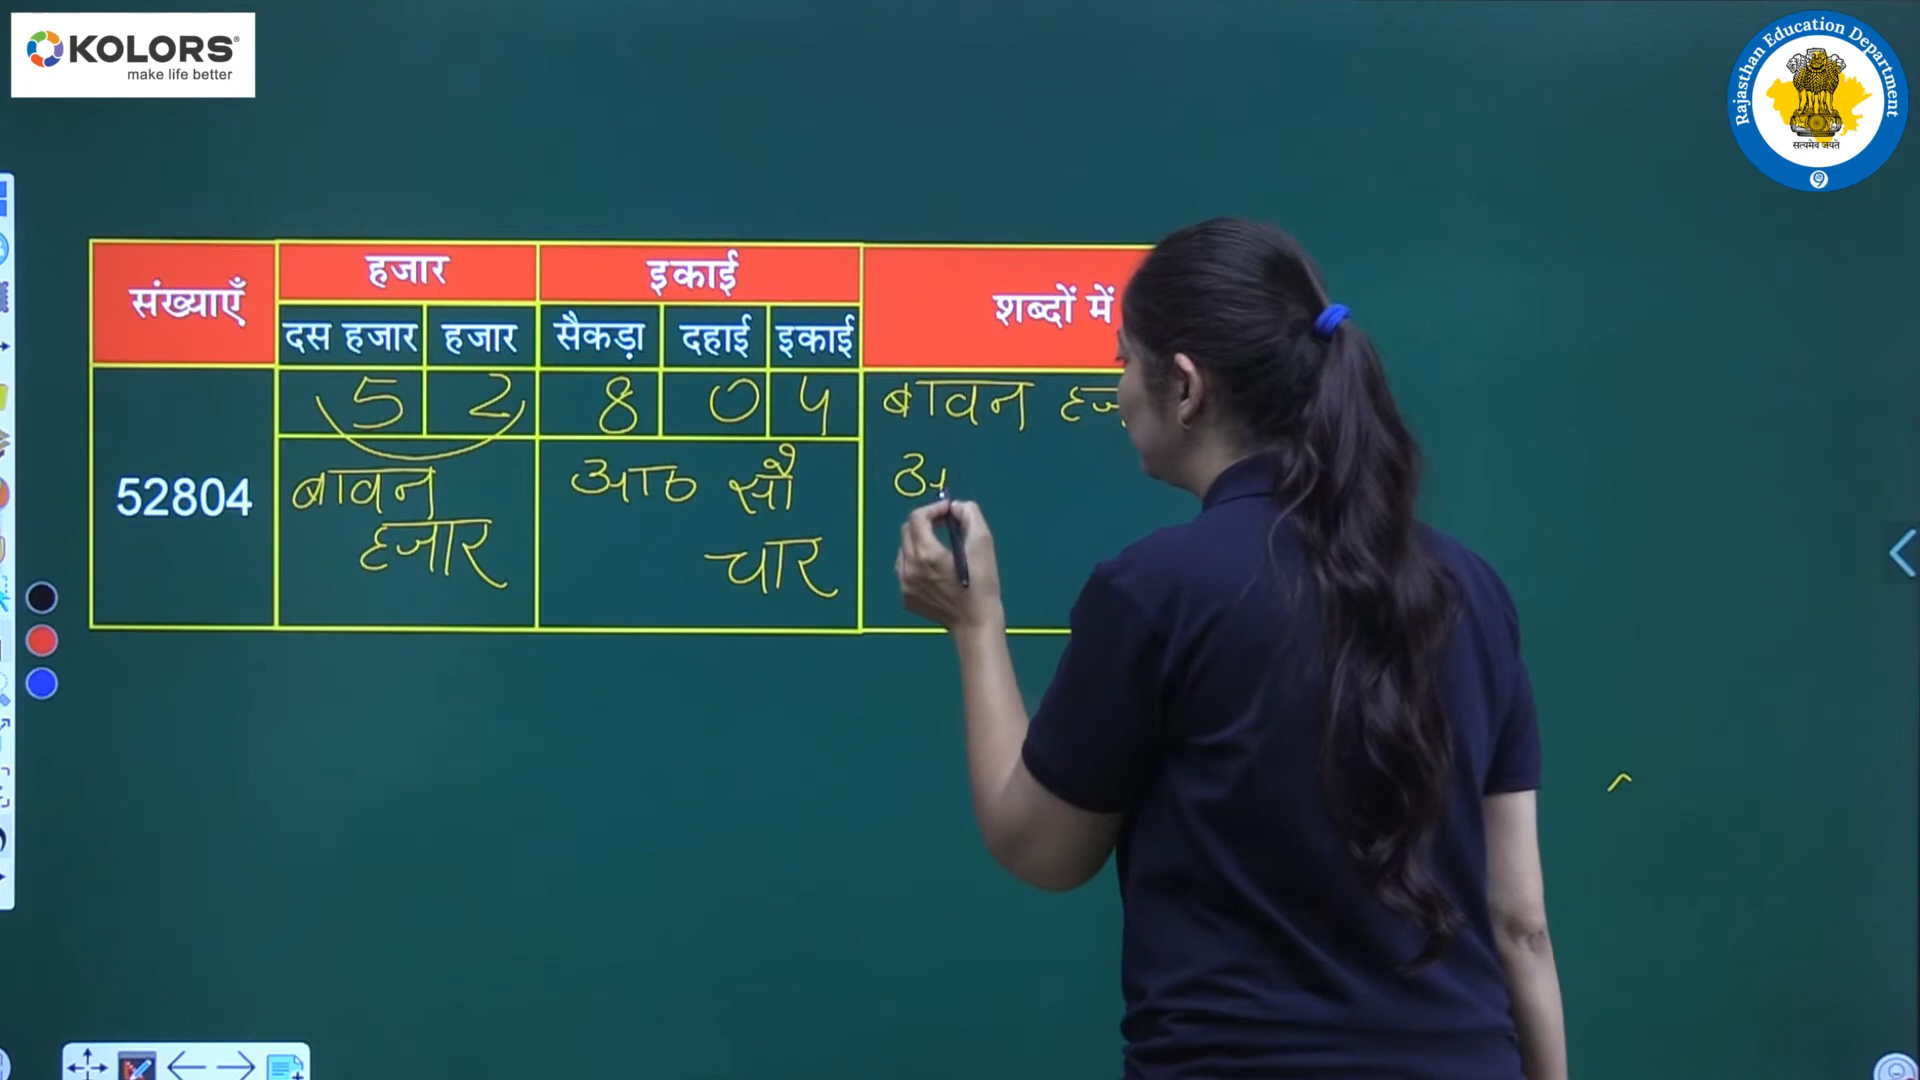 KOLORS
make life better
Rajasthan Education Department
सत्यमेव जयते
संख्याएँ हजार इकाई शब्दों में
दस हजार हजार सैकड़ा दहाई इकाई
5 2 8 0 4 बावन
52804 बावन आठ सौ
हजार चार